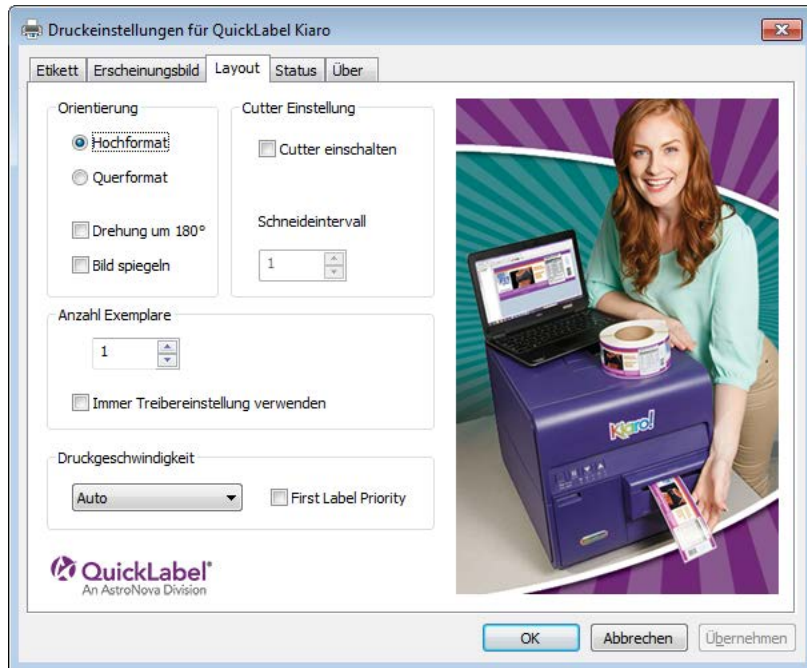 Druckeinstellungen für QuickLabel Kiaro
Etikett
Erscheinungsbild
Layout
Status
Über
Orientierung
Hochformat
Querformat
Drehung um 180°
Bild spiegeln
Cutter Einstellung
Cutter einschalten
Schneideintervall
1
Anzahl Exemplare
1
Immer Treibereinstellung verwenden
Druckgeschwindigkeit
Auto
First Label Priority
Kiaro!
QuickLabel®
An AstroNova Division
OK
Abbrechen
Übernehmen